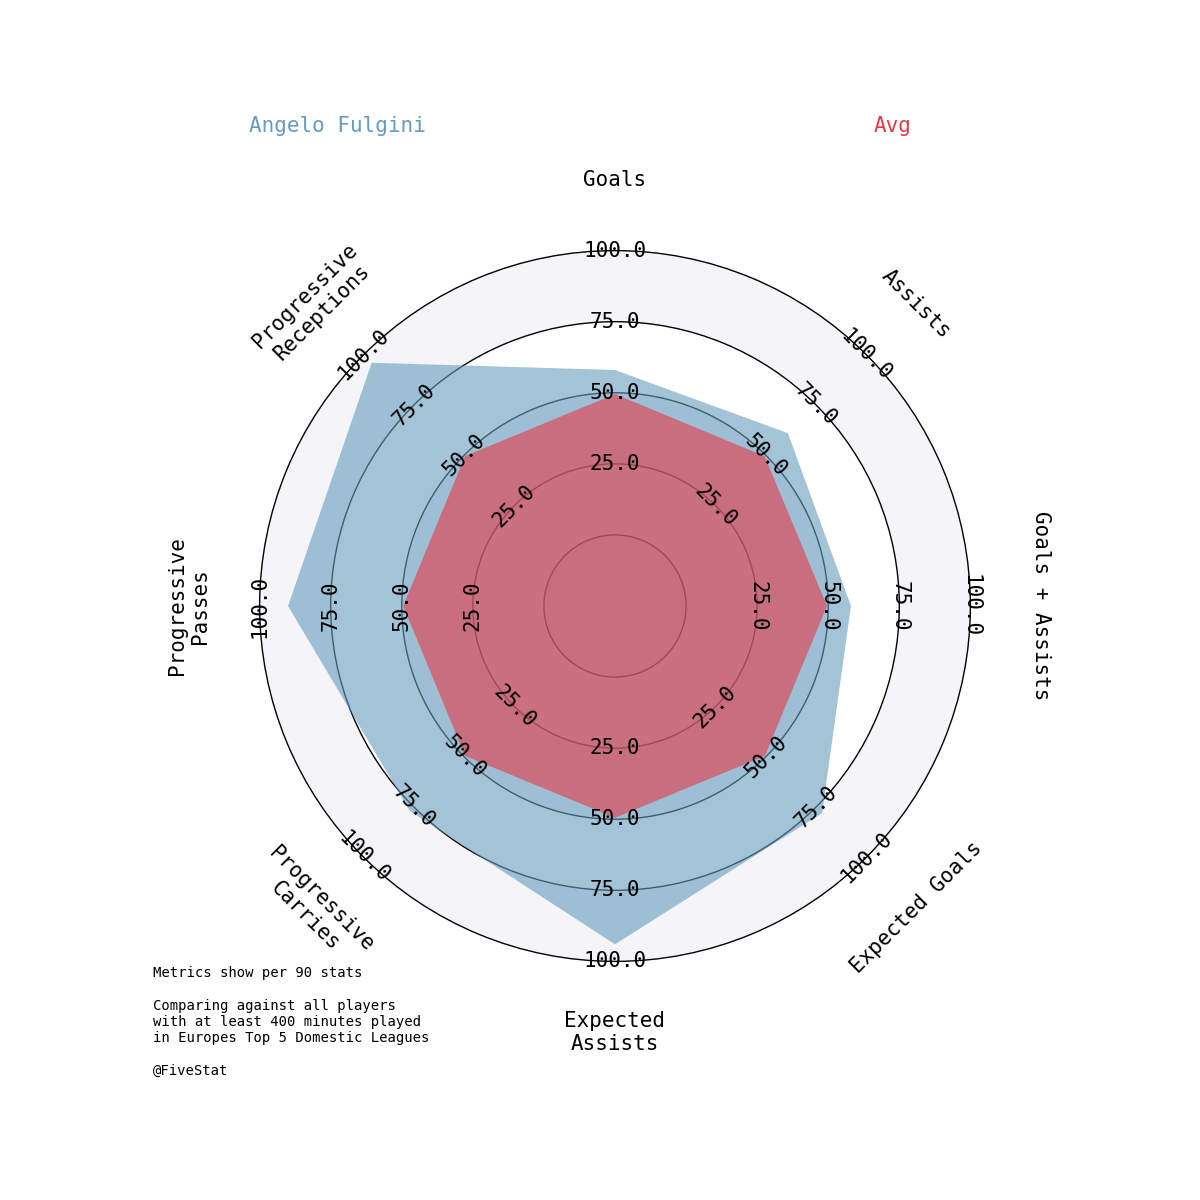 Angelo Fulgini
Avg
Goals
Progressive
Receptions
Assists
100.0
75.0
50.0
25.0
100.0
75.0
50.0
25.0
100.0
75.0
50.0
25.0
Goals + Assists
100.0
75.0
50.0
25.0
Progressive
Passes
100.0
75.0
50.0
25.0
25.0
50.0
75.0
100.0
25.0
50.0
75.0
100.0
25.0
50.0
75.0
100.0
Progressive
Carries
Expected Goals
Expected
Assists
Metrics show per 90 stats
Comparing against all players
with at least 400 minutes played
in Europes Top 5 Domestic Leagues
@FiveStat